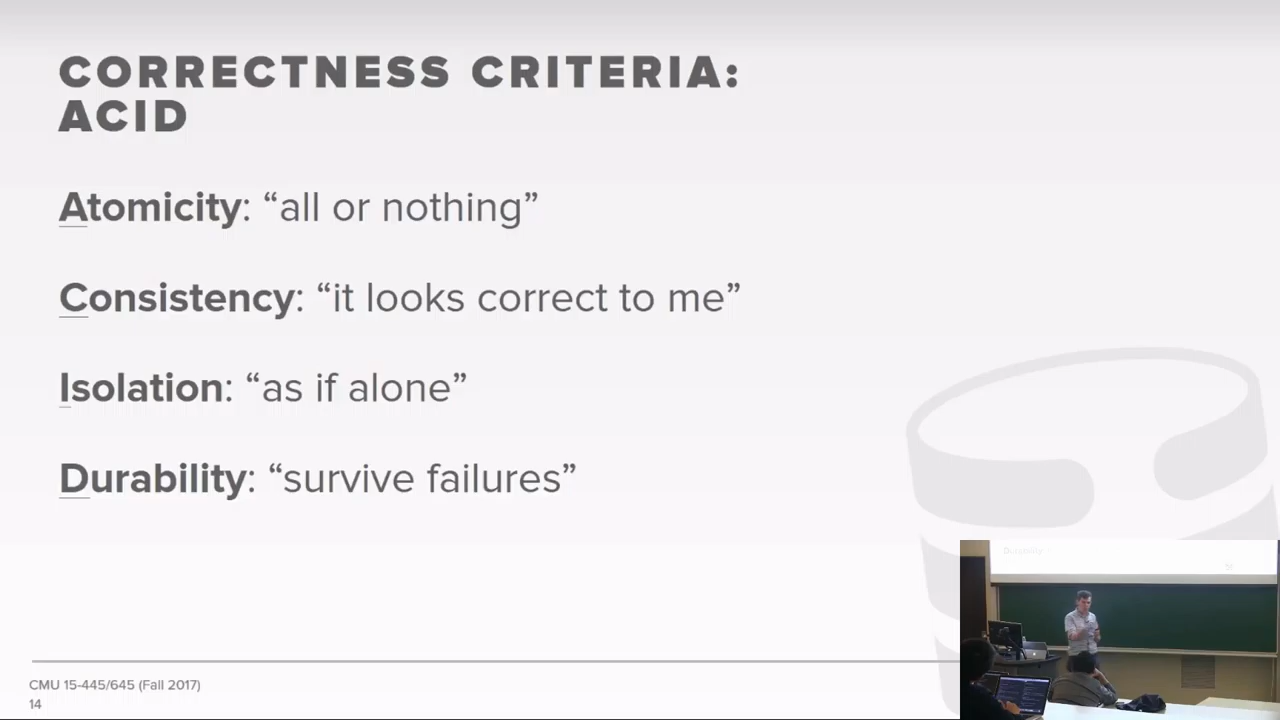 CORRECTNESS CRITERIA:
ACID
Atomicity: “all or nothing”
Consistency: “it looks correct to me”
Isolation: “as if alone”
Durability: “survive failures”
CMU 15-445/645 (Fall 2017)
14